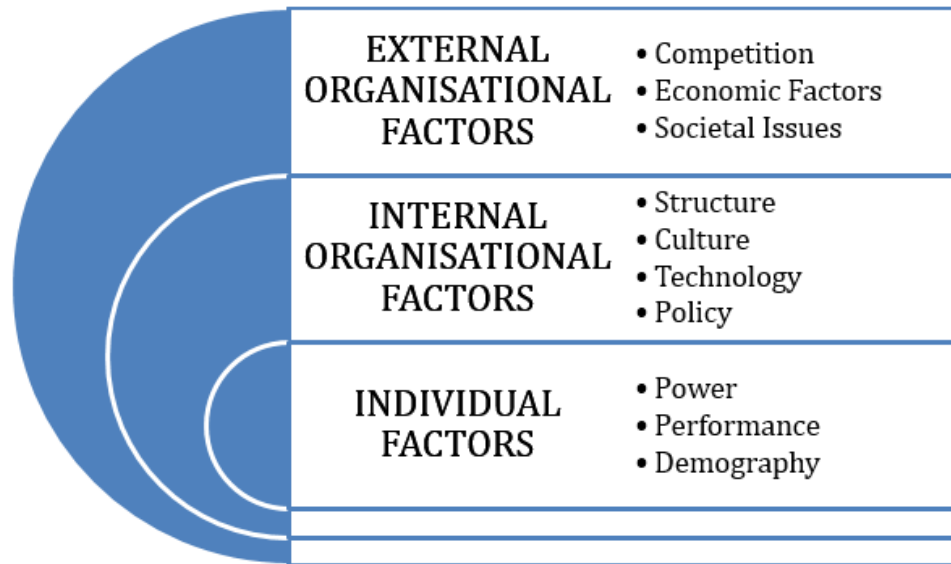 EXTERNAL
ORGANISATIONAL
FACTORS
• Competition
• Economic Factors
• Societal Issues
INTERNAL
ORGANISATIONAL
FACTORS
• Structure
• Culture
• Technology
• Policy
INDIVIDUAL
FACTORS
• Power
• Performance
• Demography